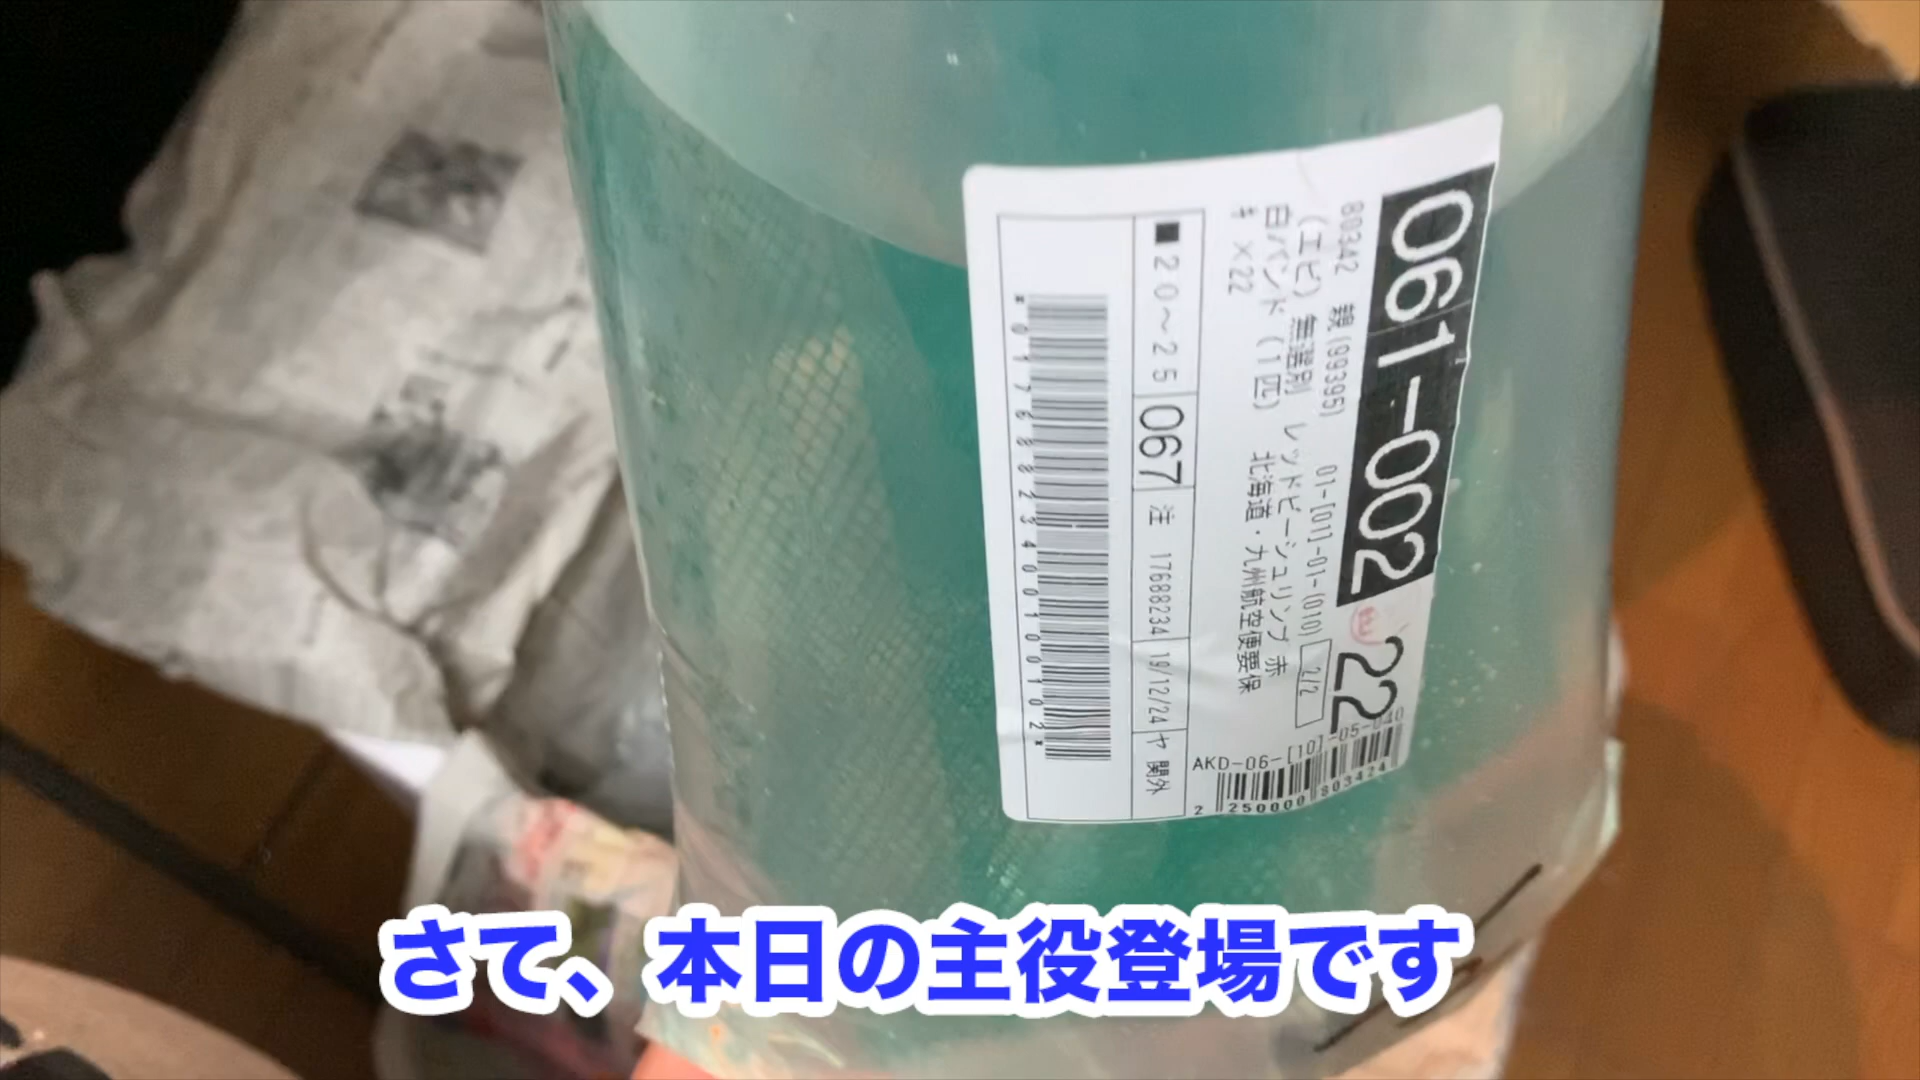 061-002
22
80342 親(99395) 01-[01]-01-(010) 2/2
(エビ) 無選別 レッドビーシュリンプ 赤
白バンド (1匹) 北海道・九州航空便要保
キ ×22
■20~25 067 注 17688234 19/12/24 ヤ 関外
*011768823400100102*
AKD-06-[10]-05-040
2 250000 803424
さて、本日の主役登場です